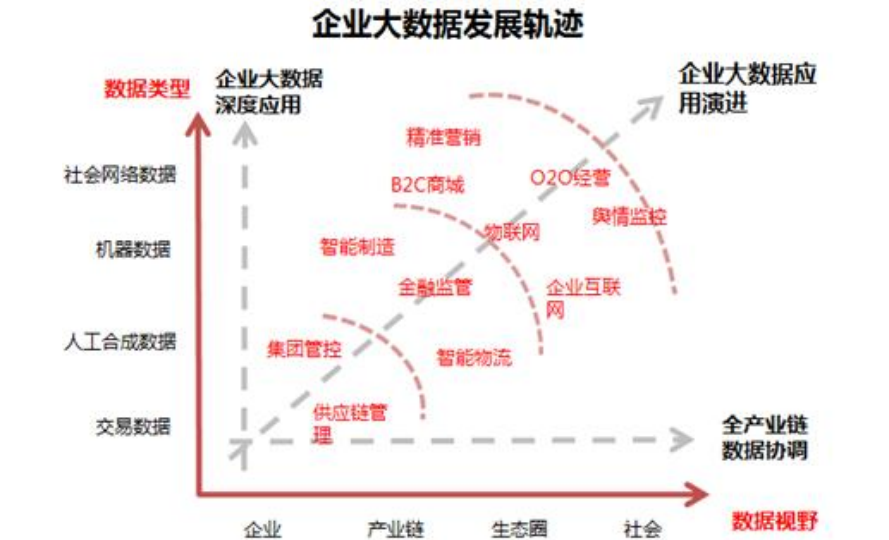 企业大数据发展轨迹
数据类型
企业大数据
深度应用
企业大数据应
用演进
精准营销
社会网络数据
B2C商城
O2O经营
舆情监控
机器数据
智能制造
物联网
金融监管
企业互联
网
人工合成数据
集团管控
智能物流
交易数据
供应链管
理
全产业链
数据协调
企业
产业链
生态圈
社会
数据视野